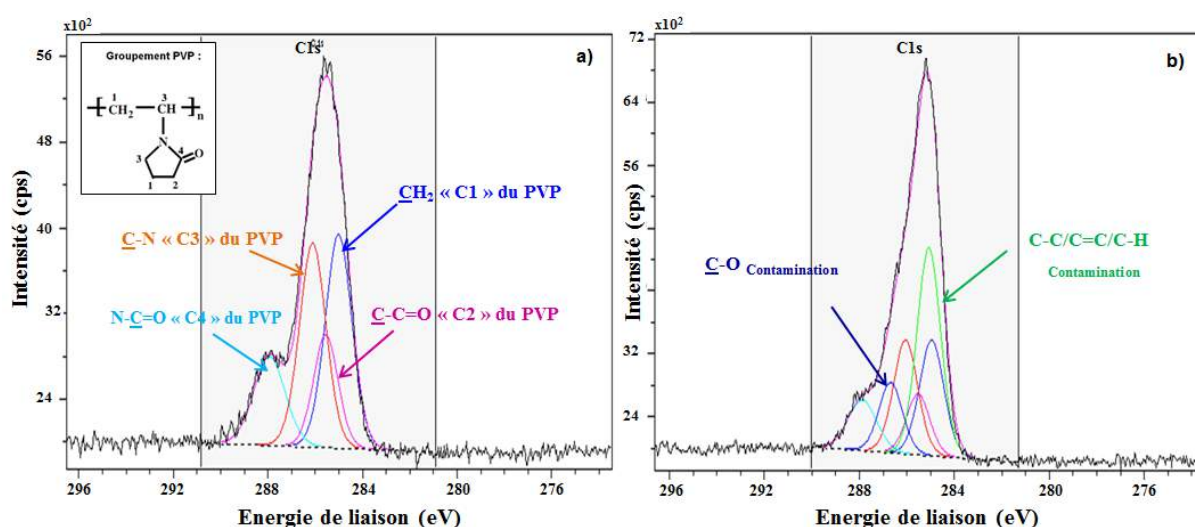 x10²
56
48
40
32
24
Intensité (cps)
C1s
a)
Groupement PVP :
1
3
CH₂
CH
n
N
4
O
3
1
2
CH₂ « C1 » du PVP
C-N « C3 » du PVP
N-C=O « C4 » du PVP
C-C=O « C2 » du PVP
296 292 288 284 280 276
Energie de liaison (eV)
x10²
72
64
56
32
24
Intensité (cps)
C1s
b)
C-O Contamination
C-C/C=C/C-H
Contamination
296 292 288 284 280 276
Energie de liaison (eV)